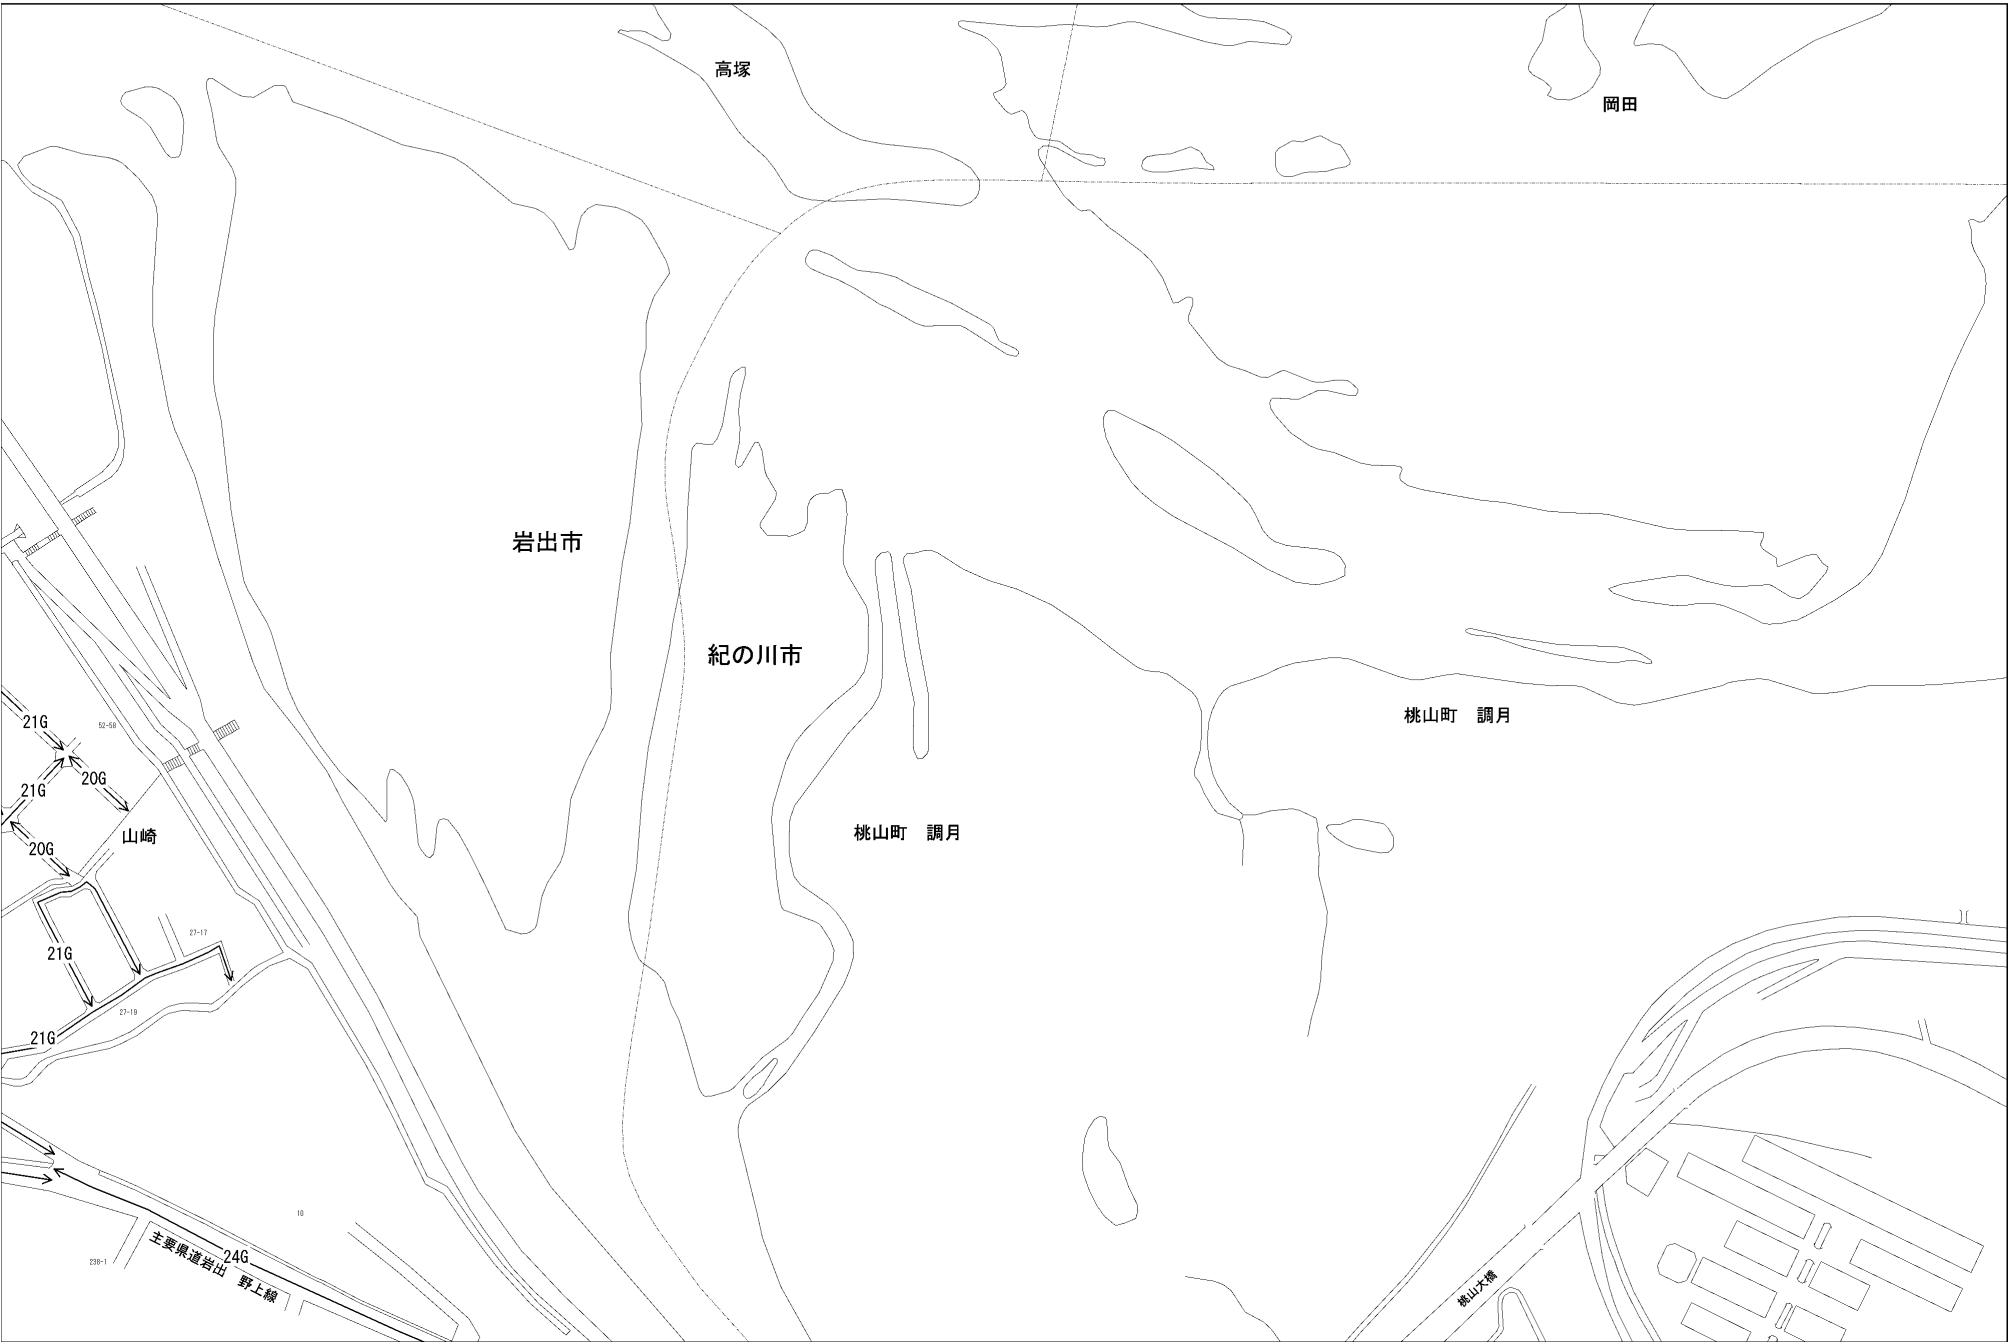 高塚
岡田
岩出市
紀の川市
桃山町　調月
21G
52-58
20G
21G
山崎
桃山町　調月
20G
27-17
21G
27-19
21G
10
主要県道岩出　野上線
24G
238-1
桃山大橋